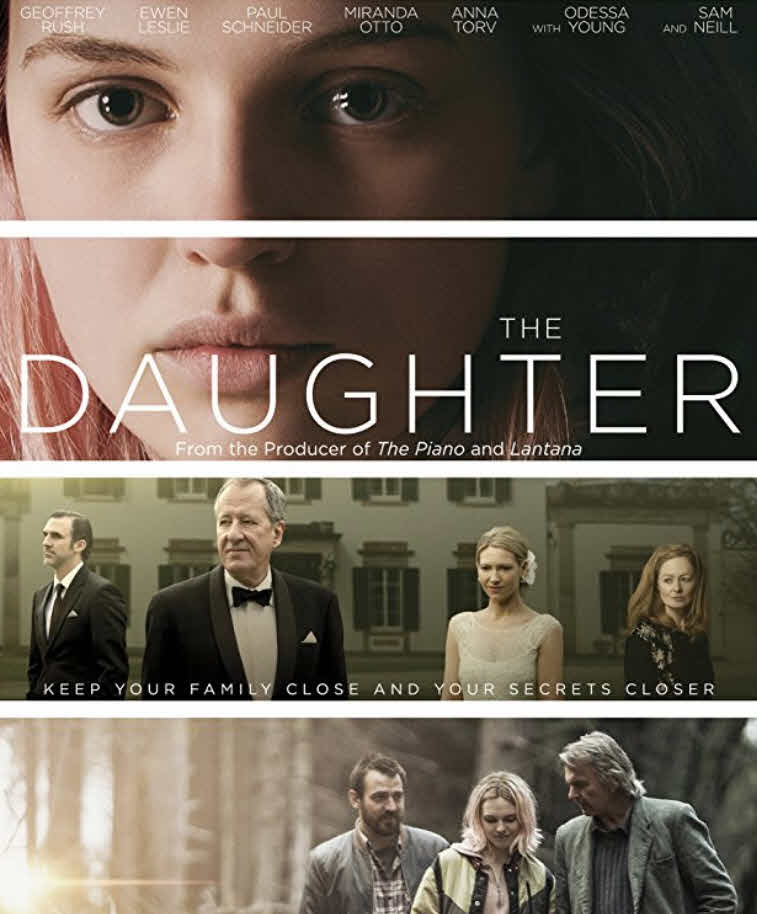 GEOFFREY RUSH
EWEN LESLIE
PAUL SCHNEIDER
MIRANDA OTTO
ANNA TORV
WITH ODESSA YOUNG
AND SAM NEILL
THE
DAUGHTER
From the Producer of The Piano and Lantana
KEEP YOUR FAMILY CLOSE AND YOUR SECRETS CLOSER